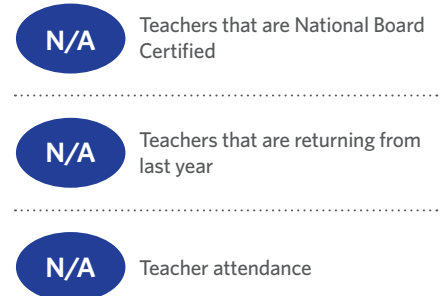 N/A
Teachers that are National Board
Certified
N/A
Teachers that are returning from
last year
N/A
Teacher attendance